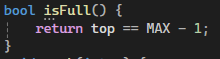 bool isFull() {
    return top == MAX - 1;
}